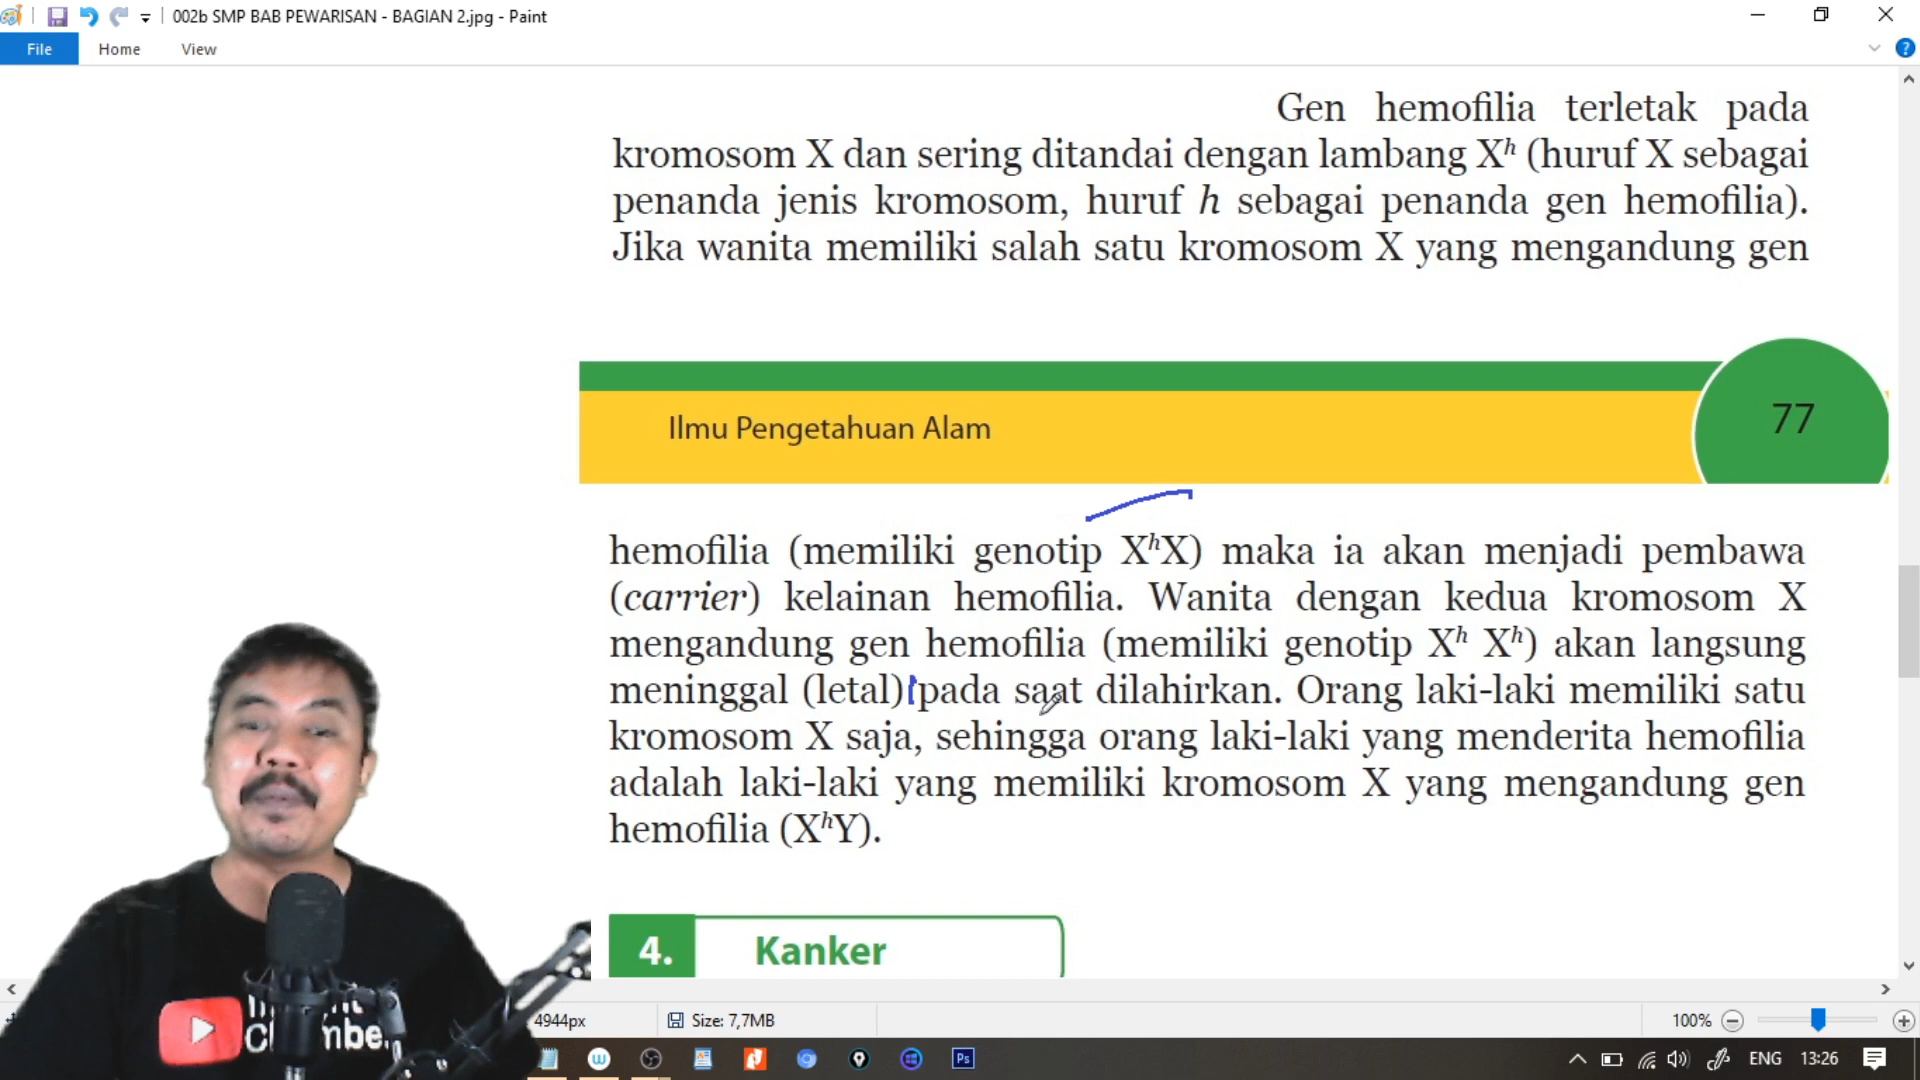 002b SMP BAB PEWARISAN - BAGIAN 2.jpg - Paint
File Home View
Gen hemofilia terletak pada
kromosom X dan sering ditandai dengan lambang Xʰ (huruf X sebagai
penanda jenis kromosom, huruf h sebagai penanda gen hemofilia).
Jika wanita memiliki salah satu kromosom X yang mengandung gen
77
Ilmu Pengetahuan Alam
hemofilia (memiliki genotip XʰX) maka ia akan menjadi pembawa
(carrier) kelainan hemofilia. Wanita dengan kedua kromosom X
mengandung gen hemofilia (memiliki genotip Xʰ Xʰ) akan langsung
meninggal (letal) pada saat dilahirkan. Orang laki-laki memiliki satu
kromosom X saja, sehingga orang laki-laki yang menderita hemofilia
adalah laki-laki yang memiliki kromosom X yang mengandung gen
hemofilia (XʰY).
4. Kanker
4944px Size: 7,7MB 100%
Ps ENG 13:26